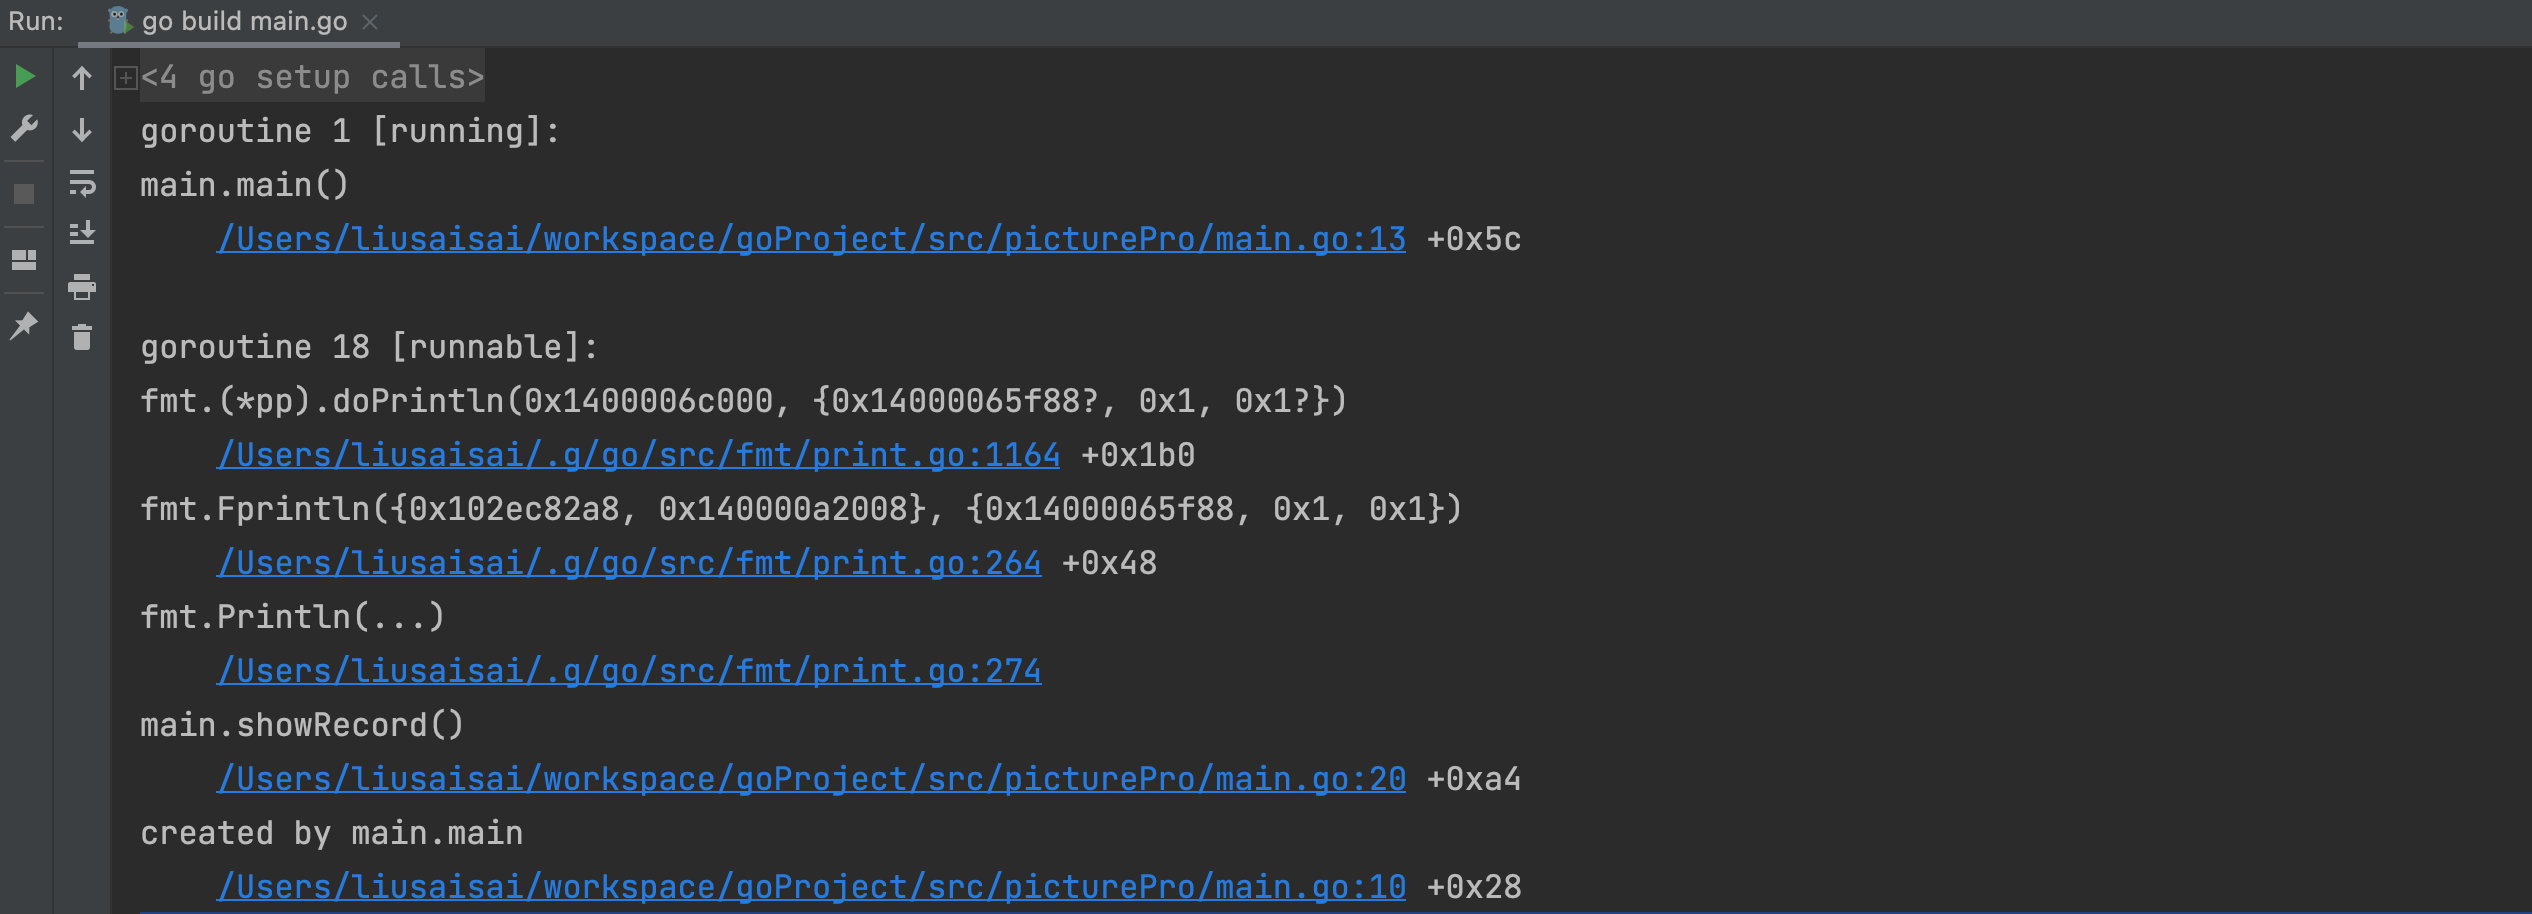 Run: go build main.go
<4 go setup calls>
goroutine 1 [running]:
main.main()
/Users/liusaisai/workspace/goProject/src/picturePro/main.go:13 +0x5c
goroutine 18 [runnable]:
fmt.(*pp).doPrintln(0x1400006c000, {0x14000065f88?, 0x1, 0x1?})
/Users/liusaisai/.g/go/src/fmt/print.go:1164 +0x1b0
fmt.Fprintln({0x102ec82a8, 0x140000a2008}, {0x14000065f88, 0x1, 0x1})
/Users/liusaisai/.g/go/src/fmt/print.go:264 +0x48
fmt.Println(...)
/Users/liusaisai/.g/go/src/fmt/print.go:274
main.showRecord()
/Users/liusaisai/workspace/goProject/src/picturePro/main.go:20 +0xa4
created by main.main
/Users/liusaisai/workspace/goProject/src/picturePro/main.go:10 +0x28